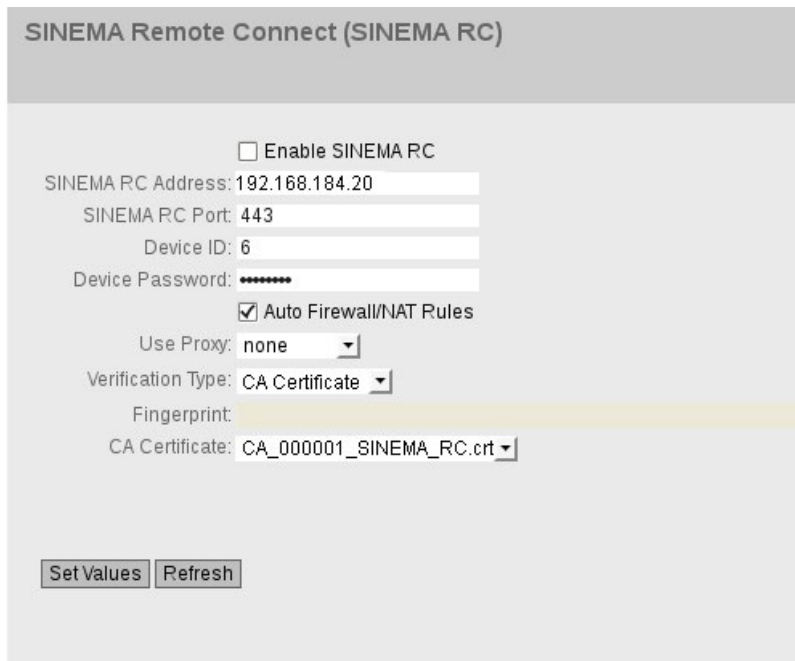 SINEMA Remote Connect (SINEMA RC)
Enable SINEMA RC
SINEMA RC Address: 192.168.184.20
SINEMA RC Port: 443
Device ID: 6
Device Password: ••••••••
Auto Firewall/NAT Rules
Use Proxy: none
Verification Type: CA Certificate
Fingerprint:
CA Certificate: CA_000001_SINEMA_RC.crt
Set Values Refresh